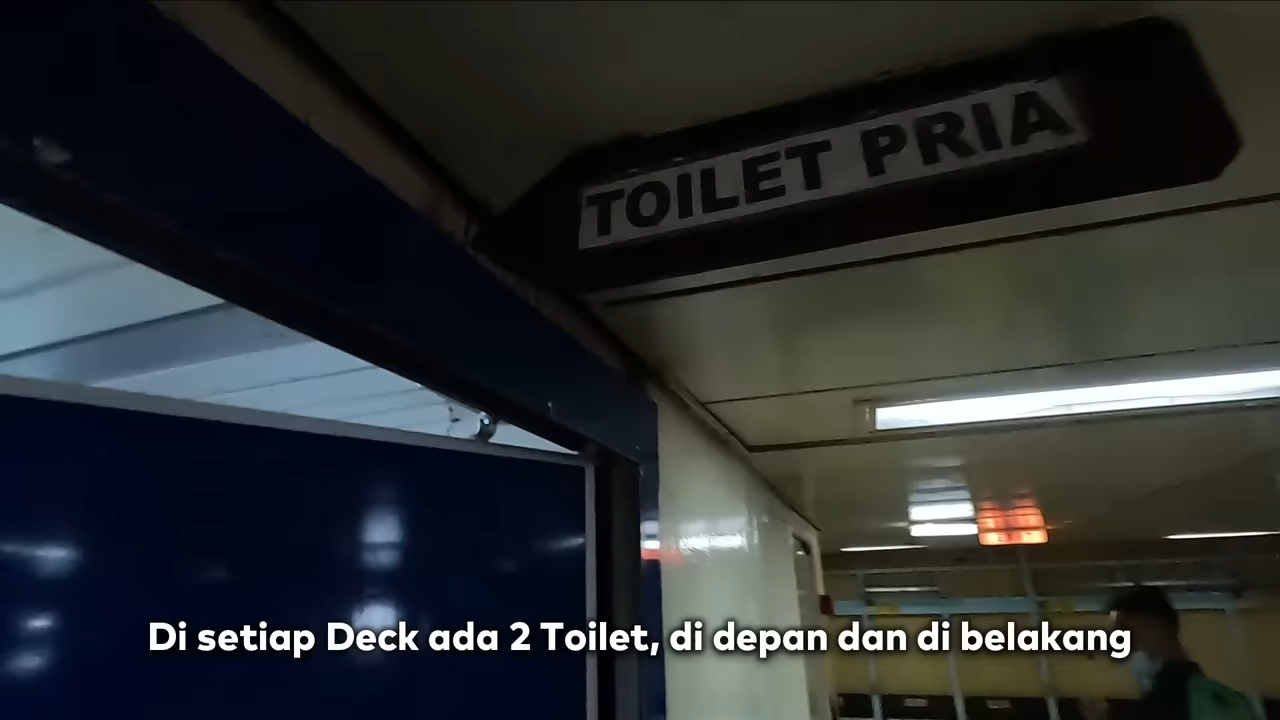 TOILET PRIA
Di setiap Deck ada 2 Toilet, di depan dan di belakang